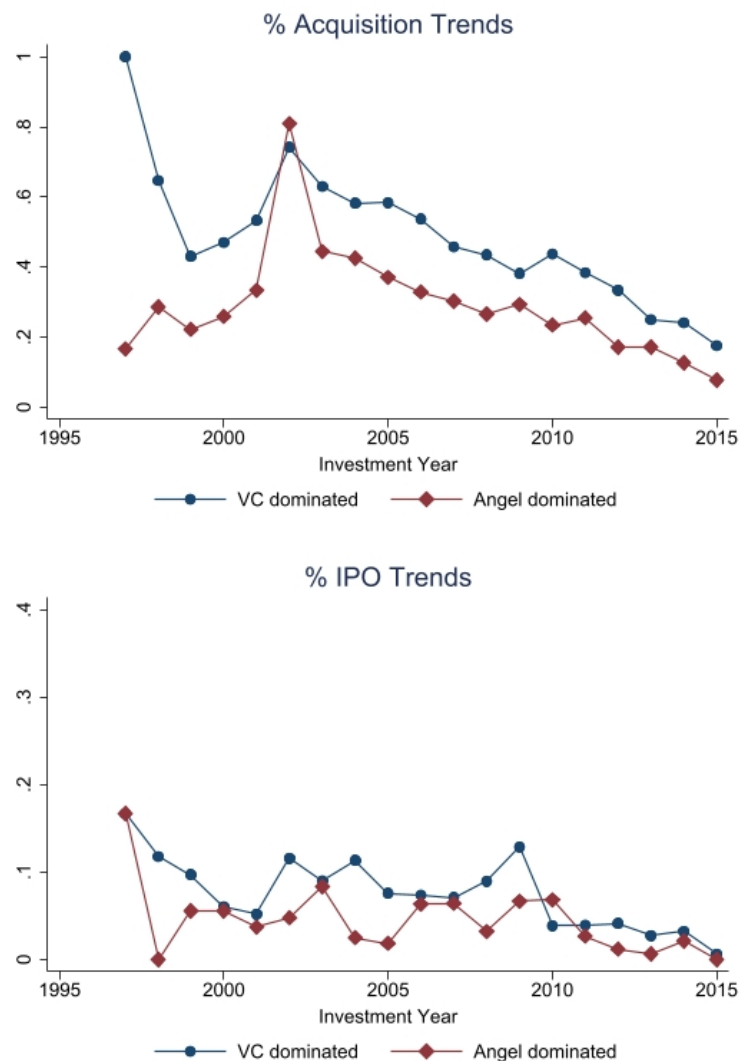 % Acquisition Trends
1
.8
.6
.4
.2
0
1995 2000 2005 2010 2015
Investment Year
VC dominated Angel dominated
% IPO Trends
.4
.3
.2
.1
0
1995 2000 2005 2010 2015
Investment Year
VC dominated Angel dominated